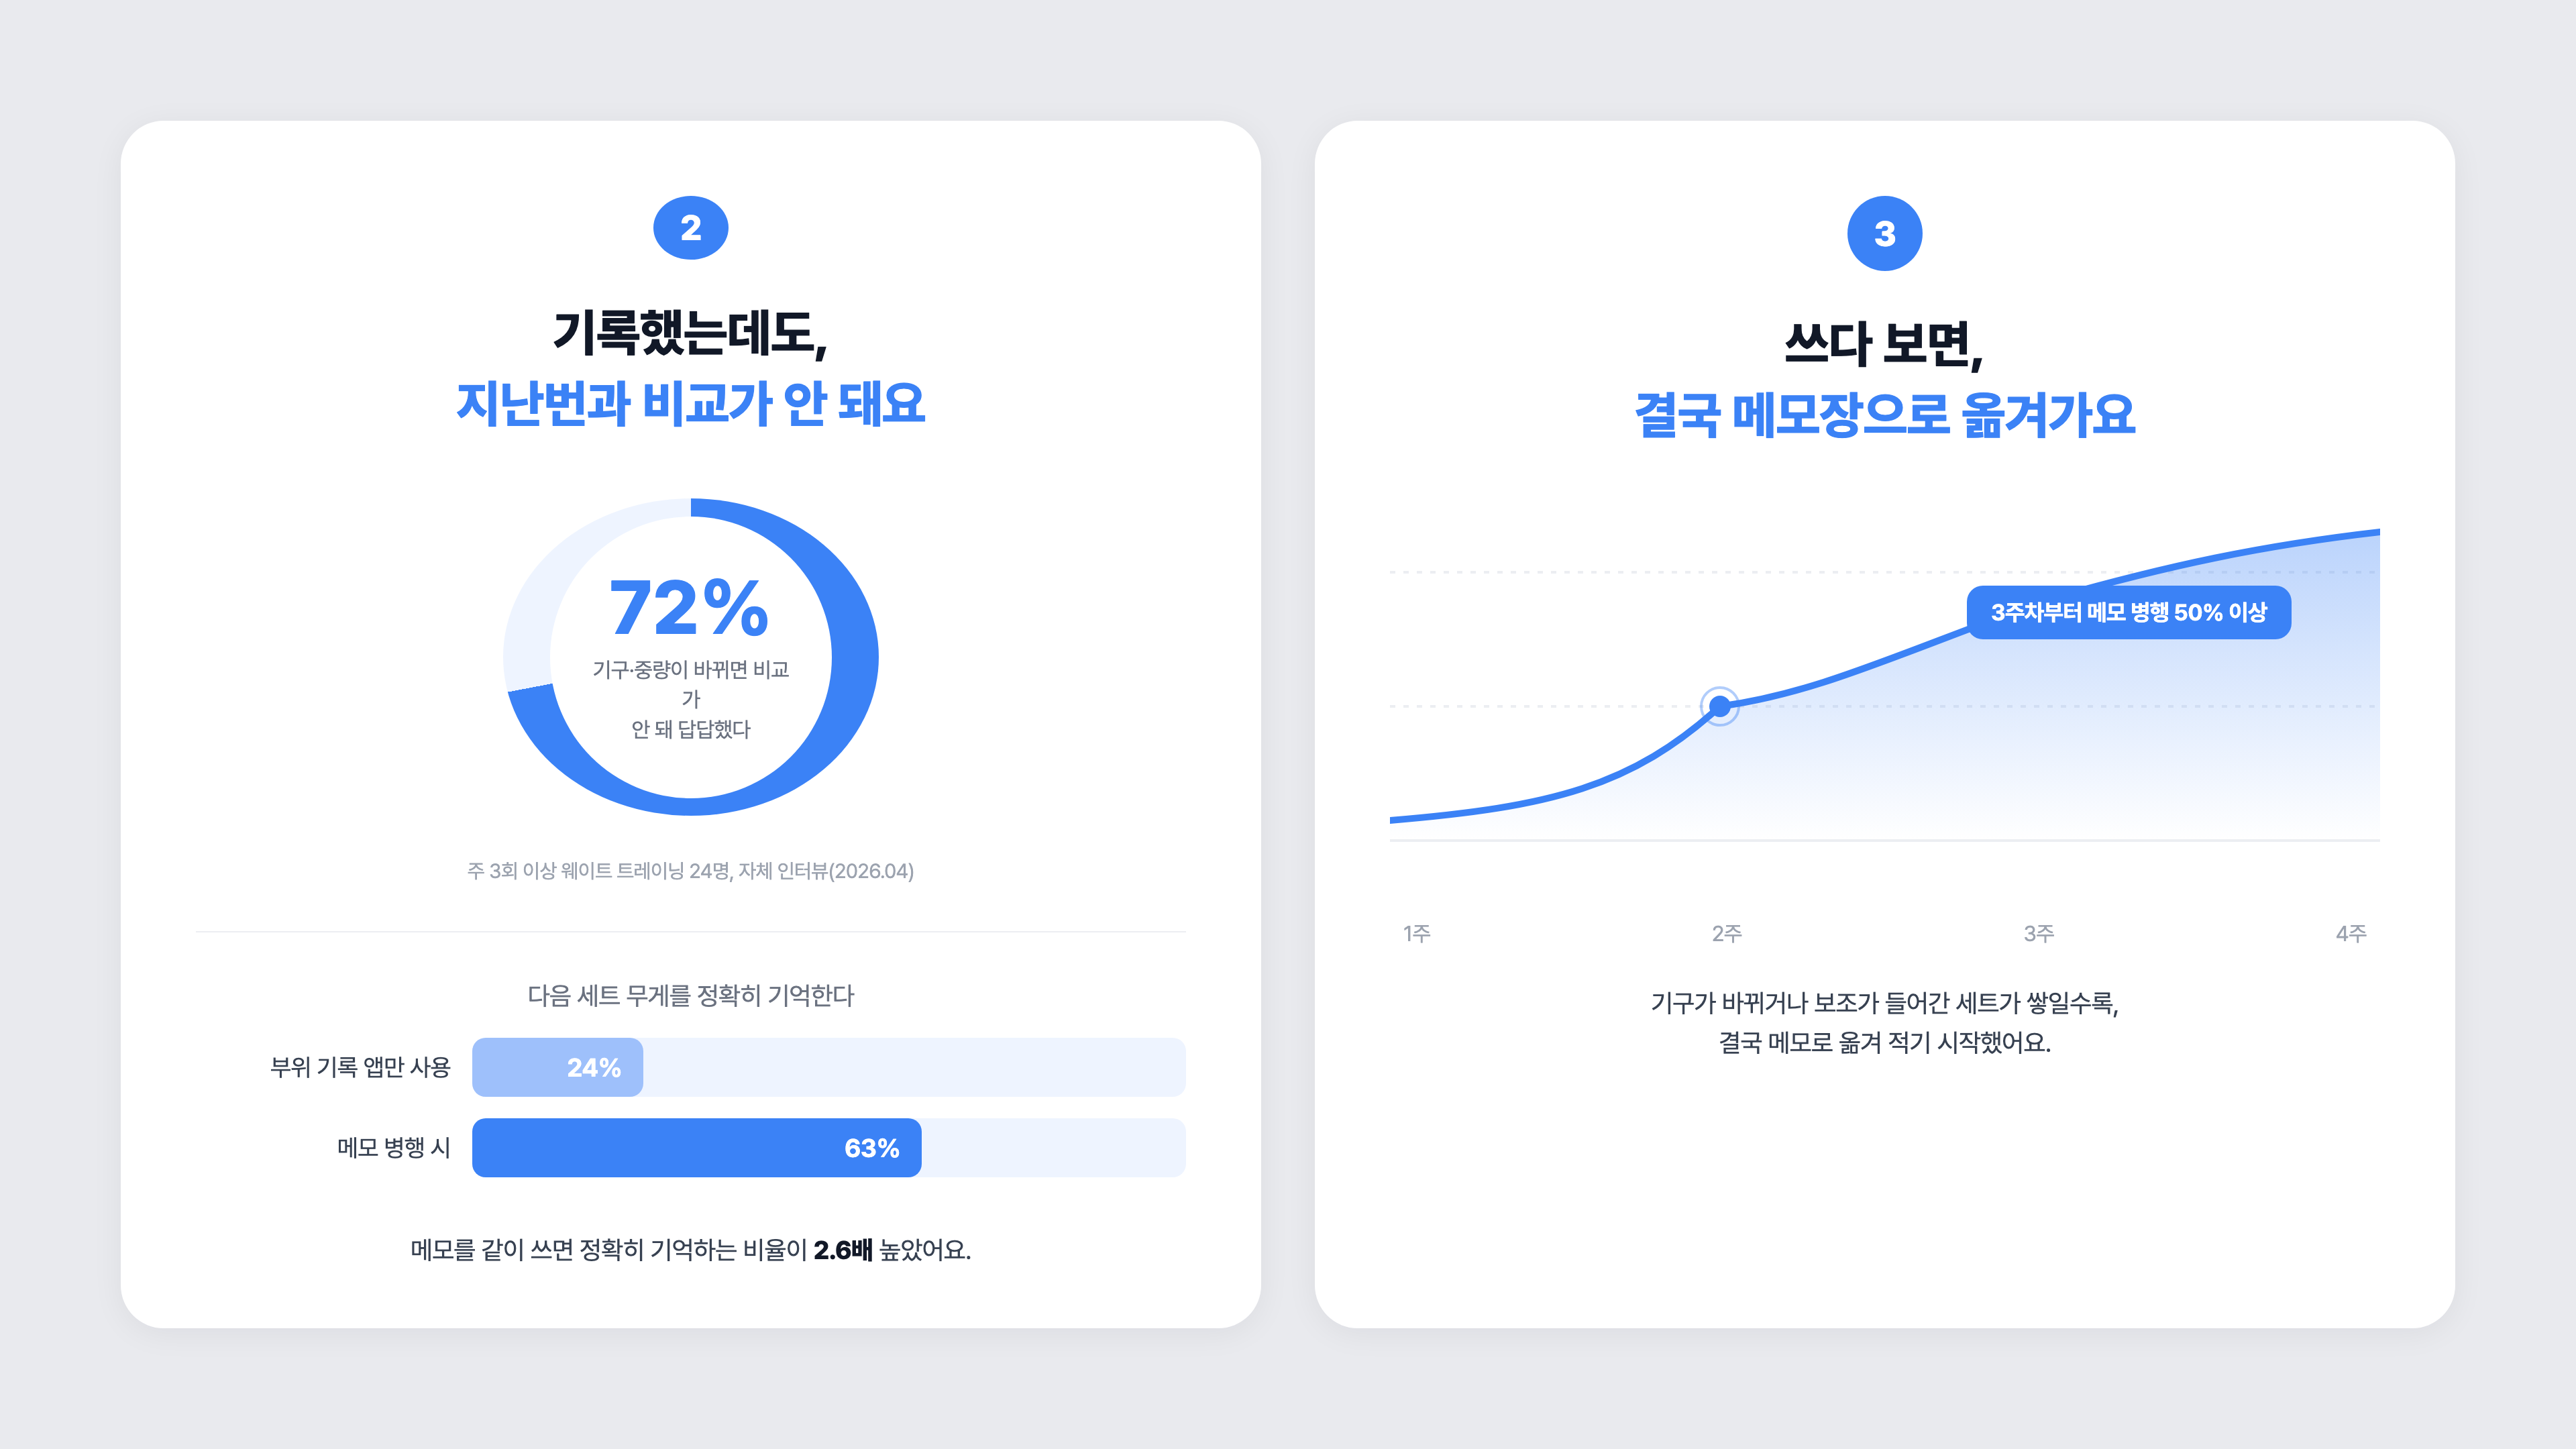 2
기록했는데도,
지난번과 비교가 안 돼요
72%
기구·중량이 바뀌면 비교
가
안 돼 답답했다
주 3회 이상 웨이트 트레이닝 24명, 자체 인터뷰(2026.04)
다음 세트 무게를 정확히 기억한다
부위 기록 앱만 사용 24%
메모 병행 시 63%
메모를 같이 쓰면 정확히 기억하는 비율이 2.6배 높았어요.
3
쓰다 보면,
결국 메모장으로 옮겨가요
3주차부터 메모 병행 50% 이상
1주 2주 3주 4주
기구가 바뀌거나 보조가 들어간 세트가 쌓일수록,
결국 메모로 옮겨 적기 시작했어요.